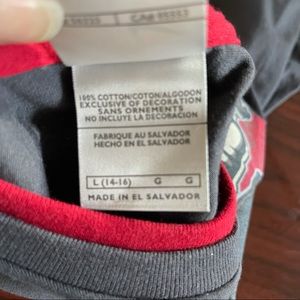 100% COTTON/COTON/ALGODON
EXCLUSIVE OF DECORATION
SANS ORNEMENTS
NO INCLUYE LA DECORACION
FABRIQUE AU SALVADOR
HECHO EN EL SALVADOR
L (14-16) G G
MADE IN EL SALVADOR